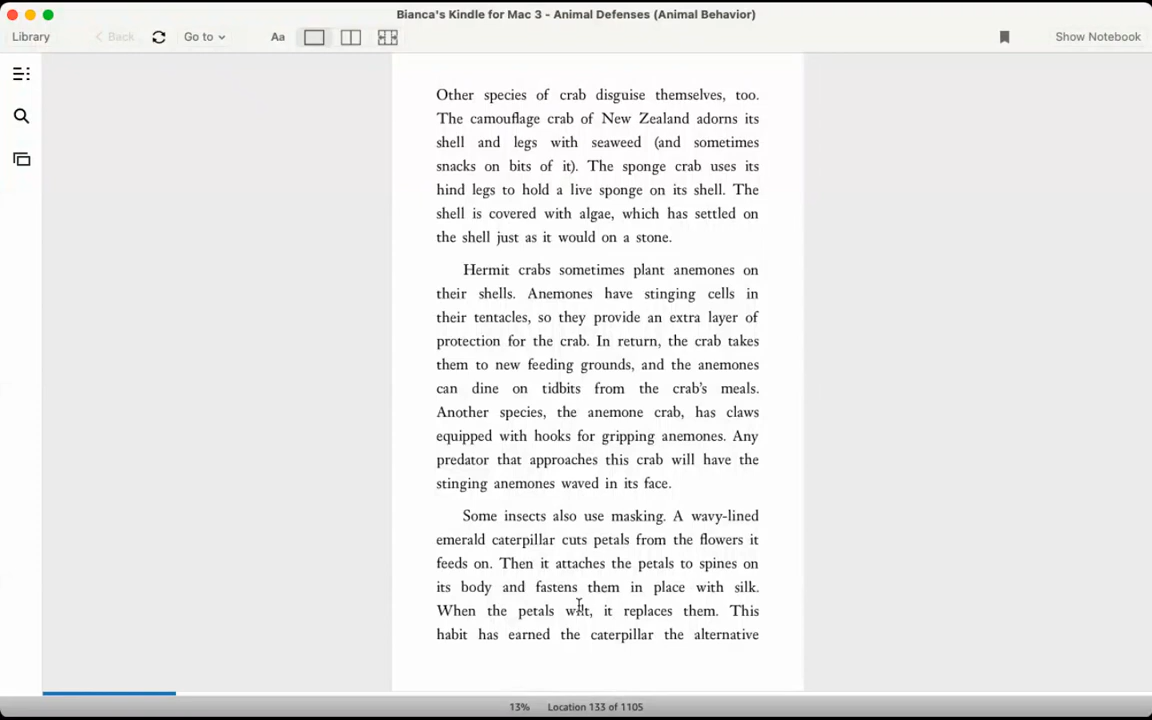 Bianca's Kindle for Mac 3 - Animal Defenses (Animal Behavior)
Library
Back
Go to
Aa
Show Notebook
Other species of crab disguise themselves, too.
The camouflage crab of New Zealand adorns its
shell and legs with seaweed (and sometimes
snacks on bits of it). The sponge crab uses its
hind legs to hold a live sponge on its shell. The
shell is covered with algae, which has settled on
the shell just as it would on a stone.
Hermit crabs sometimes plant anemones on
their shells. Anemones have stinging cells in
their tentacles, so they provide an extra layer of
protection for the crab. In return, the crab takes
them to new feeding grounds, and the anemones
can dine on tidbits from the crab's meals.
Another species, the anemone crab, has claws
equipped with hooks for gripping anemones. Any
predator that approaches this crab will have the
stinging anemones waved in its face.
Some insects also use masking. A wavy-lined
emerald caterpillar cuts petals from the flowers it
feeds on. Then it attaches the petals to spines on
its body and fastens them in place with silk.
When the petals wilt, it replaces them. This
habit has earned the caterpillar the alternative
13% Location 133 of 1105